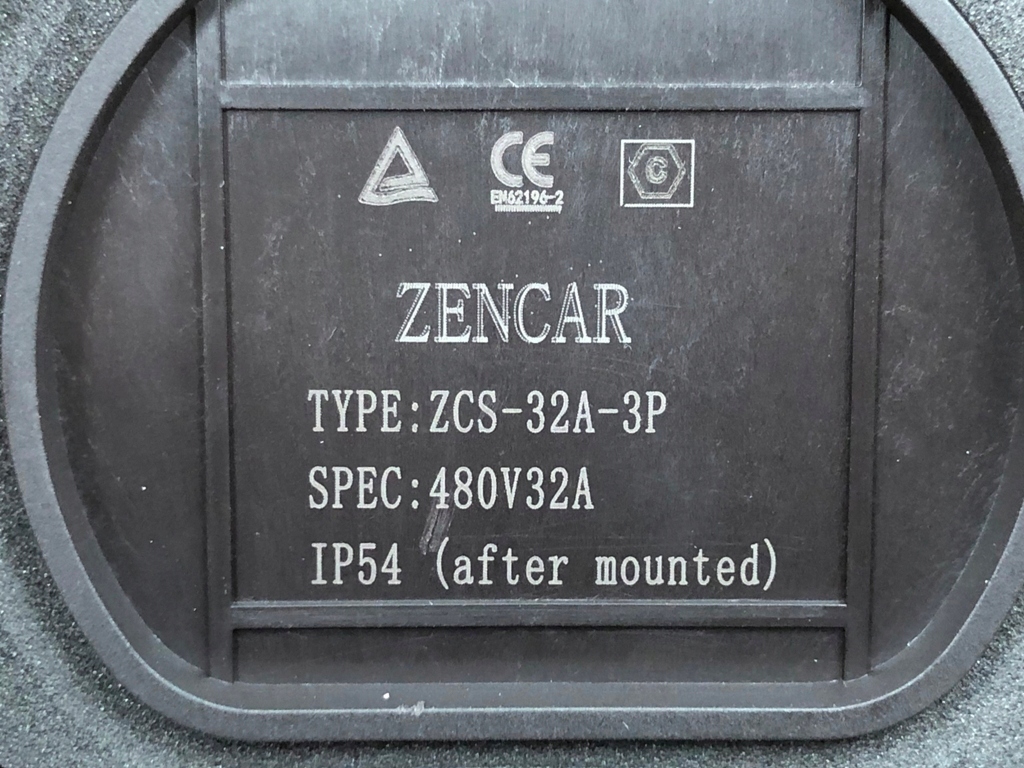 CE
EN62196-2
C
ZENCAR
TYPE:ZCS-32A-3P
SPEC:480V32A
IP54 (after mounted)